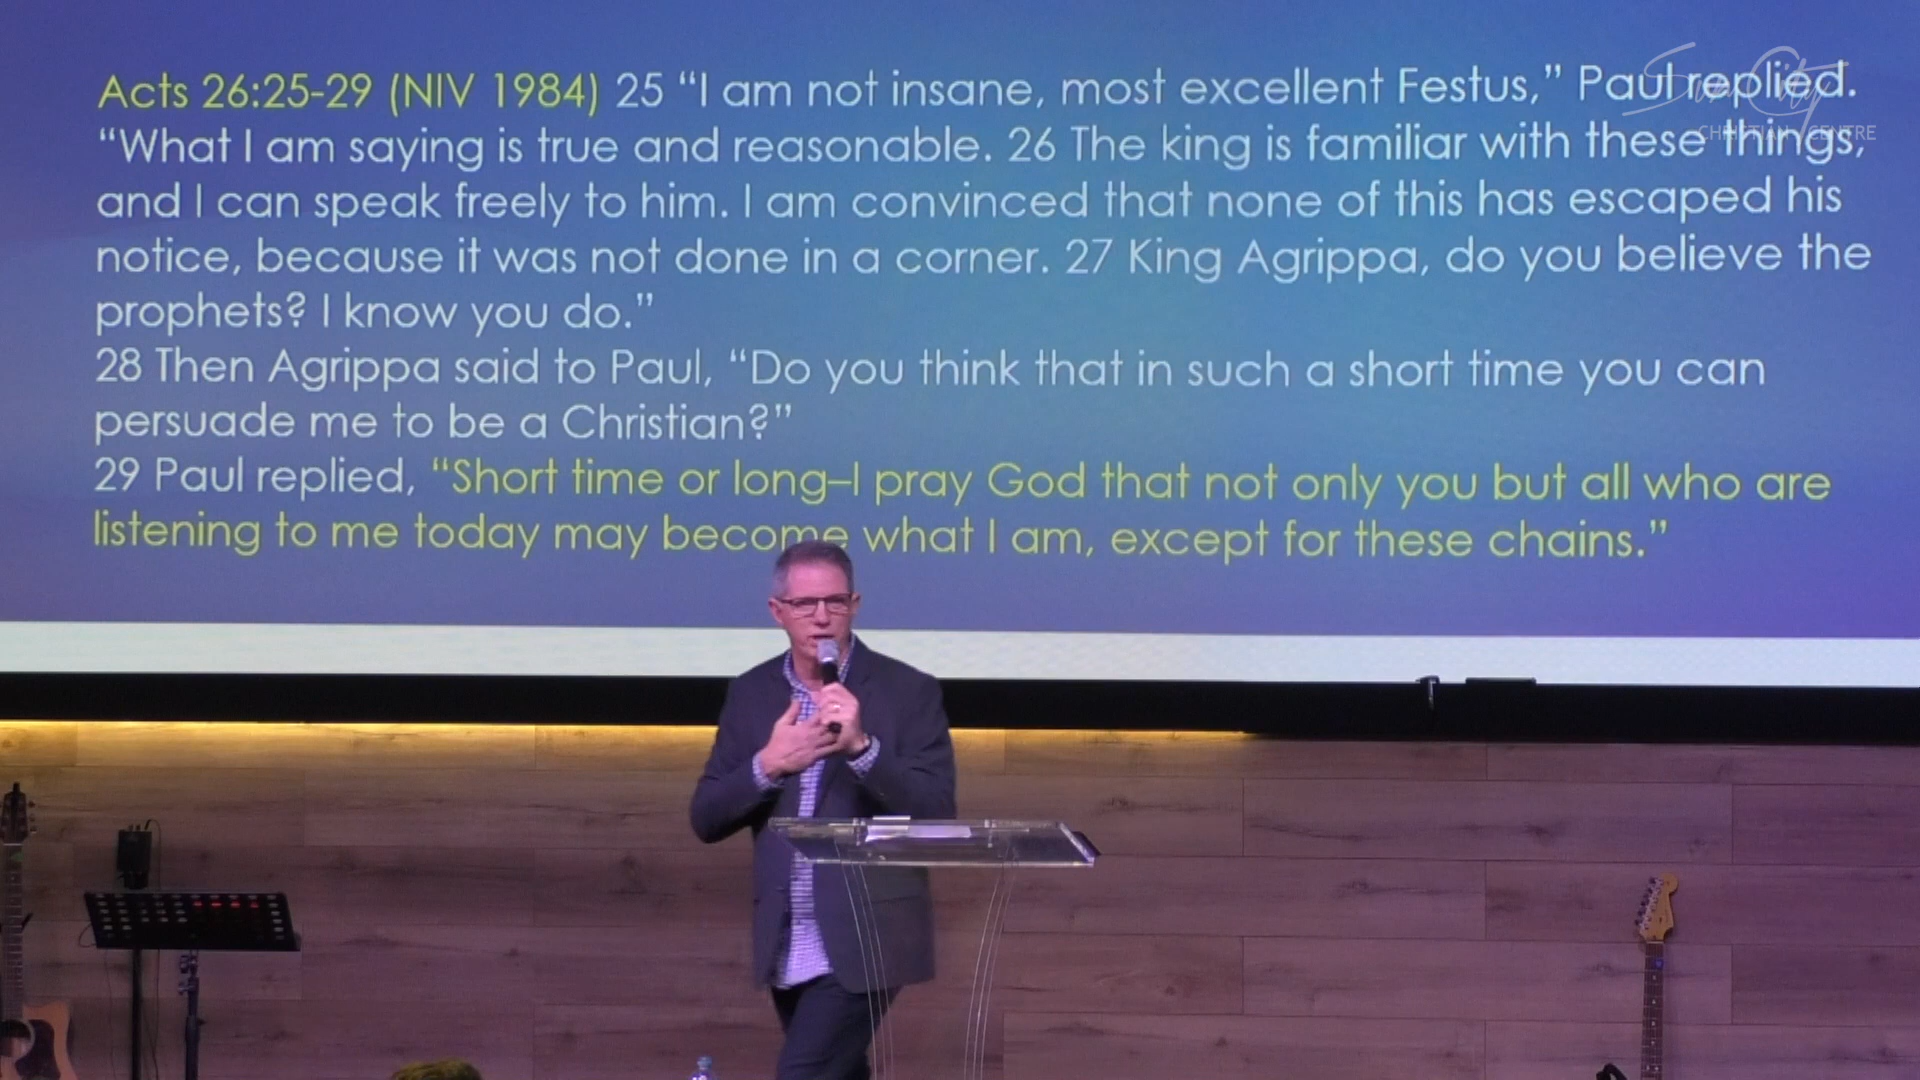 Acts 26:25-29 (NIV 1984) 25 “I am not insane, most excellent Festus,” Paul replied.
“What I am saying is true and reasonable. 26 The king is familiar with these things,
and I can speak freely to him. I am convinced that none of this has escaped his
notice, because it was not done in a corner. 27 King Agrippa, do you believe the
prophets? I know you do.”
28 Then Agrippa said to Paul, “Do you think that in such a short time you can
persuade me to be a Christian?”
29 Paul replied, “Short time or long–I pray God that not only you but all who are
listening to me today may become what I am, except for these chains.”
Sun City
CHRISTIAN CENTRE